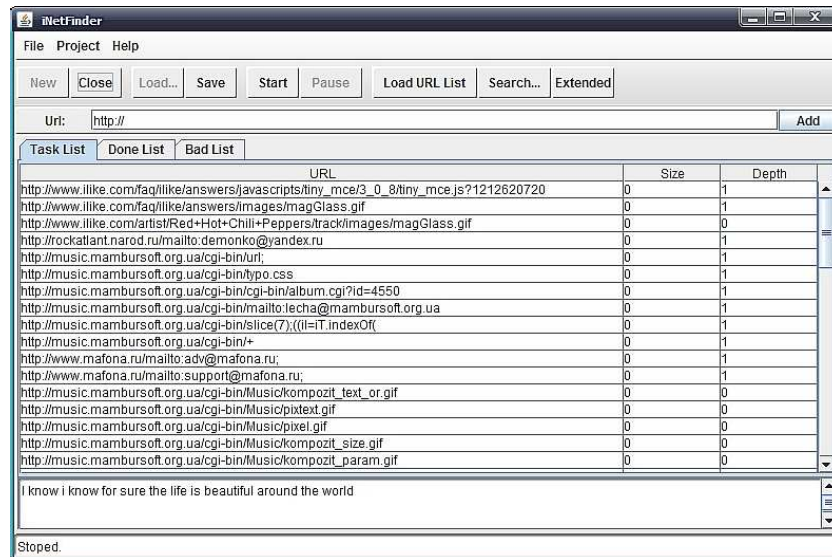 iNetFinder
File Project Help
New Close Load... Save Start Pause Load URL List Search... Extended
Url: http:// Add
Task List Done List Bad List
URL Size Depth
http://www.ilike.com/faq/ilike/answers/javascripts/tiny_mce/3_0_8/tiny_mce.js?1212620720 0 1
http://www.ilike.com/faq/ilike/answers/images/magGlass.gif 0 1
http://www.ilike.com/artist/Red+Hot+Chili+Peppers/track/images/magGlass.gif 0 0
http://rockatlant.narod.ru/mailto:demonko@yandex.ru 0 1
http://music.mambursoft.org.ua/cgi-bin/url; 0 1
http://music.mambursoft.org.ua/cgi-bin/typo.css 0 1
http://music.mambursoft.org.ua/cgi-bin/cgi-bin/album.cgi?id=4550 0 1
http://music.mambursoft.org.ua/cgi-bin/mailto:lecha@mambursoft.org.ua 0 1
http://music.mambursoft.org.ua/cgi-bin/slice(7);((il=iT.indexOf( 0 1
http://music.mambursoft.org.ua/cgi-bin/+ 0 1
http://www.mafona.ru/mailto:adv@mafona.ru; 0 1
http://www.mafona.ru/mailto:support@mafona.ru; 0 1
http://music.mambursoft.org.ua/cgi-bin/Music/kompozit_text_or.gif 0 0
http://music.mambursoft.org.ua/cgi-bin/Music/pixtext.gif 0 0
http://music.mambursoft.org.ua/cgi-bin/Music/pixel.gif 0 0
http://music.mambursoft.org.ua/cgi-bin/Music/kompozit_size.gif 0 0
http://music.mambursoft.org.ua/cgi-bin/Music/kompozit_param.gif 0 0
I know i know for sure the life is beautiful around the world
Stoped.